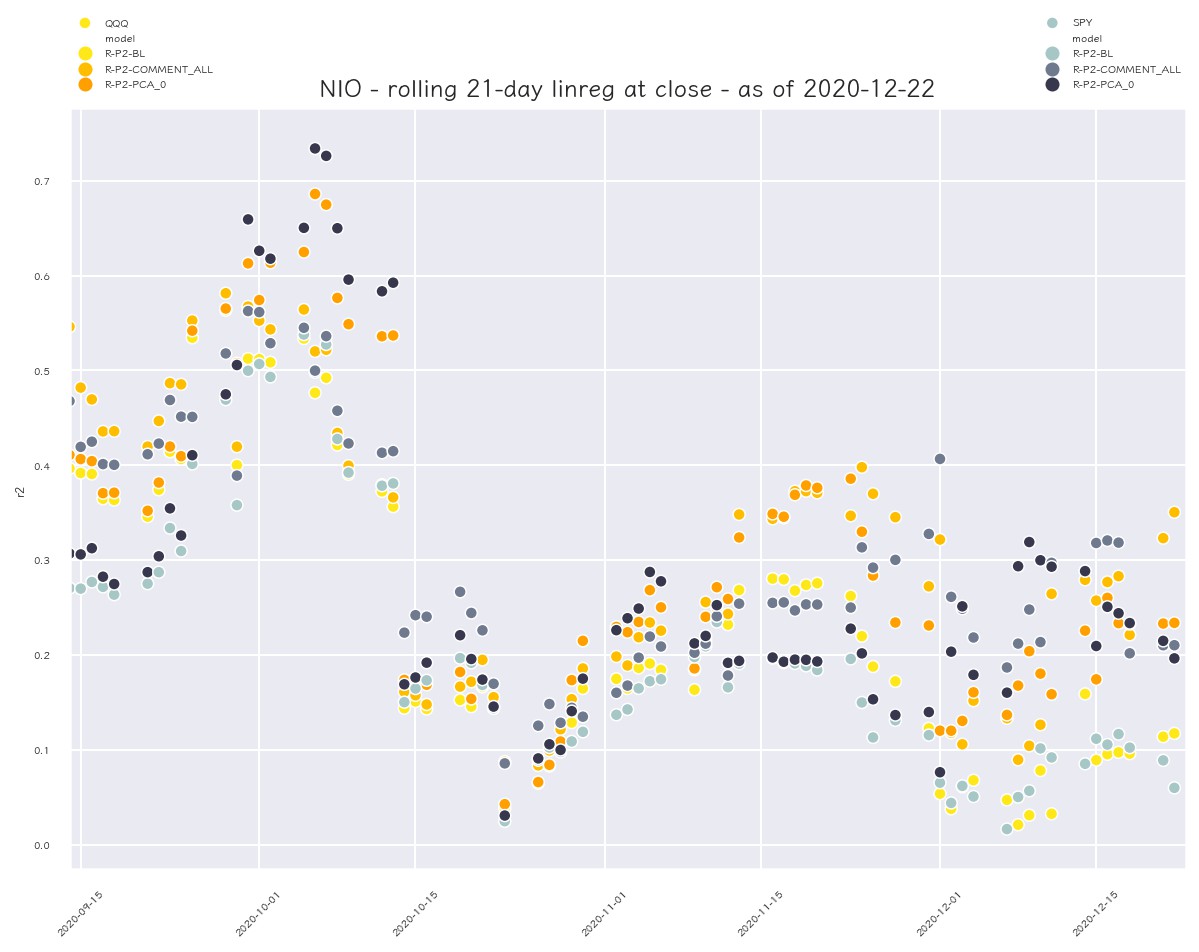 QQQ
model
R-P2-BL
R-P2-COMMENT_ALL
R-P2-PCA_0
SPY
model
R-P2-BL
R-P2-COMMENT_ALL
R-P2-PCA_0
NIO - rolling 21-day linreg at close - as of 2020-12-22
r2
0.7
0.6
0.5
0.4
0.3
0.2
0.1
0.0
2020-09-15
2020-10-01
2020-10-15
2020-11-01
2020-11-15
2020-12-01
2020-12-15